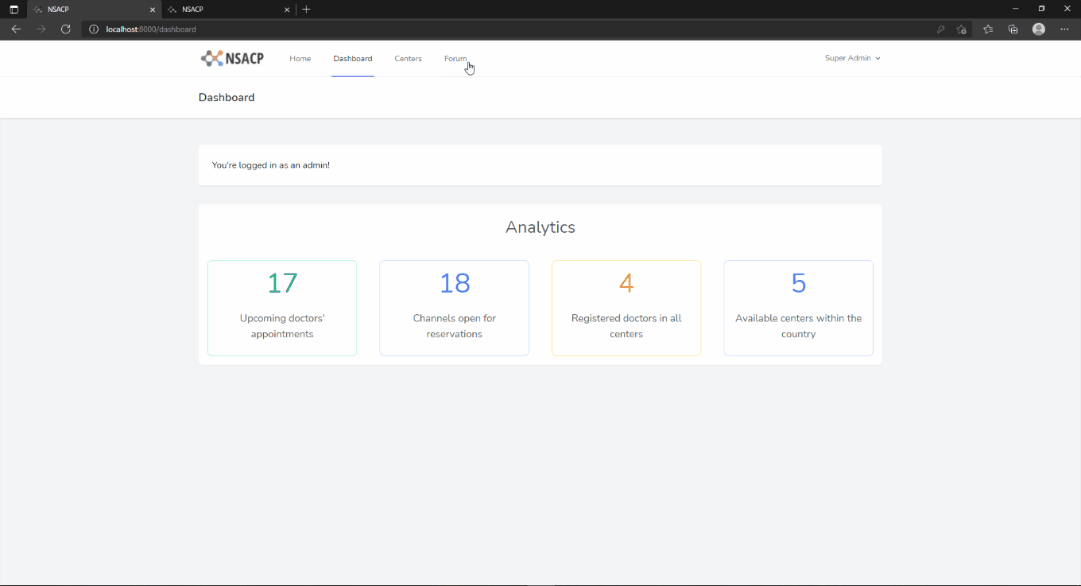 NSACP
NSACP
localhost:8000/dashboard
NSACP
Home
Dashboard
Centers
Forum
Super Admin
Dashboard
You're logged in as an admin!
Analytics
17
Upcoming doctors'
appointments
18
Channels open for
reservations
4
Registered doctors in all
centers
5
Available centers within the
country